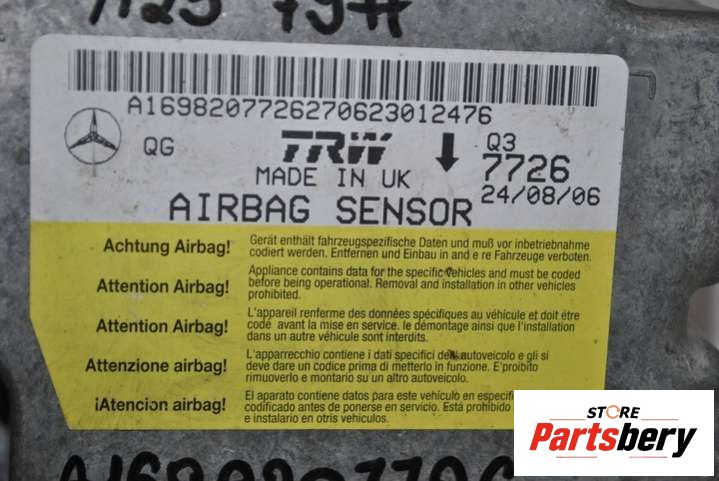 A16982077262706230124​76
QG
TRW
Q3
7726
MADE IN UK
24/08/06
AIRBAG SENSOR
Achtung Airbag!
Gerät enthält fahrzeugspezifische Daten und muß vor inbetriebnahme
codiert werden. Entfernen und Einbau in and e re Fahrzeuge verboten.
Attention Airbag!
Appliance contains data for the specific vehicles and must be coded
before being operational. Removal and installation in other vehicles
prohibited.
Attention Airbag!
L'appareil renferme des données spécifiques au véhicule et doit être
codé avant la mise en service. le démontage ainsi que l'installation
dans un autre véhicule sont interdits.
Attenzione airbag!
L'apparrecchio contiene i dati specifici dell autoveicolo e gli si
deve dare un codice prima di metterlo in funzione. E'proibito
rimuoverlo e montario su un altro autoveicolo.
¡Atencion airbag!
El aparato contiene datos para este vehículo en especif
codificado antes de ponerse en servicio. Está prohibido
e instalarlo en otris vehículos.
STORE
Partsbery